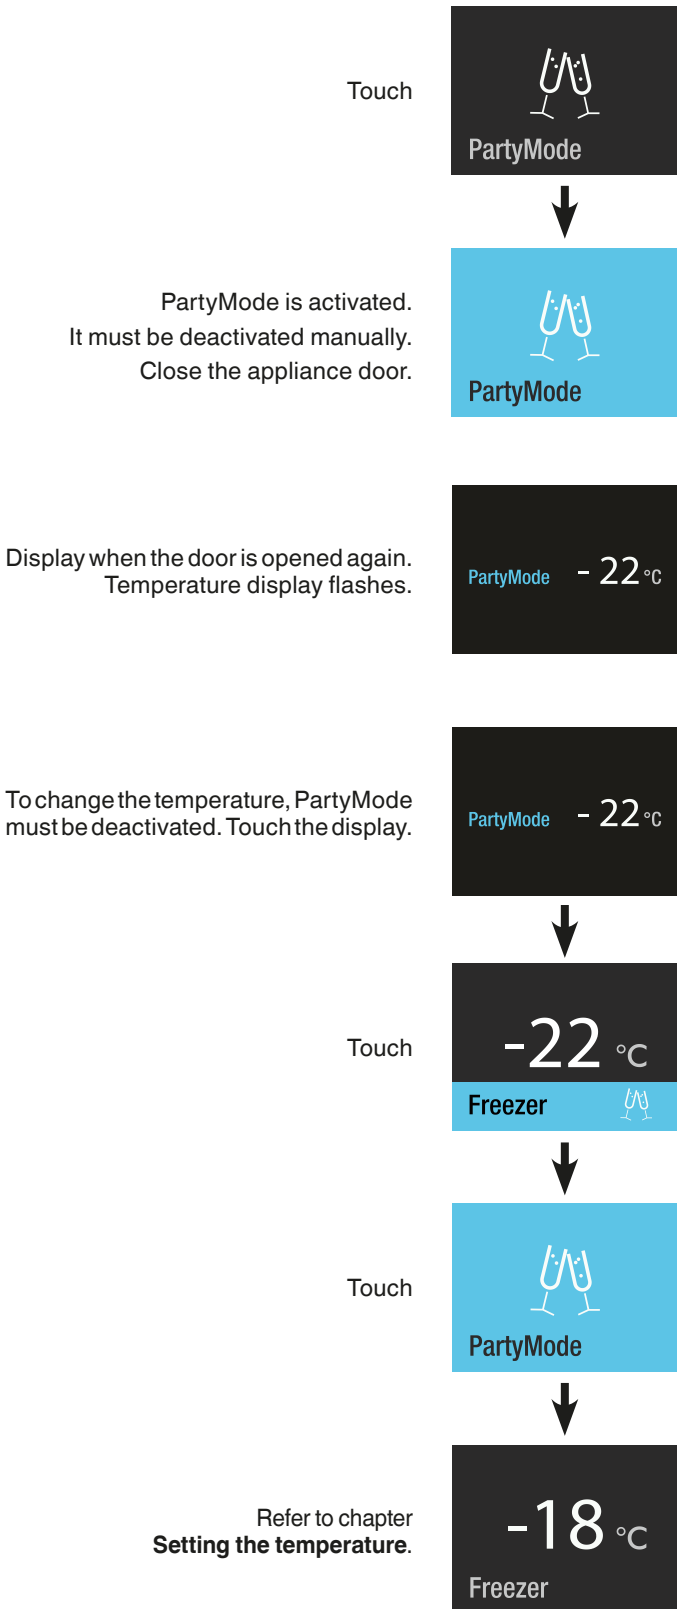 Touch
PartyMode
PartyMode is activated.
It must be deactivated manually.
Close the appliance door.
PartyMode
Display when the door is opened again.
Temperature display flashes.
PartyMode - 22 °C
To change the temperature, PartyMode
must be deactivated. Touch the display.
PartyMode - 22 °C
Touch
-22 °C
Freezer
Touch
PartyMode
Refer to chapter
Setting the temperature.
-18 °C
Freezer